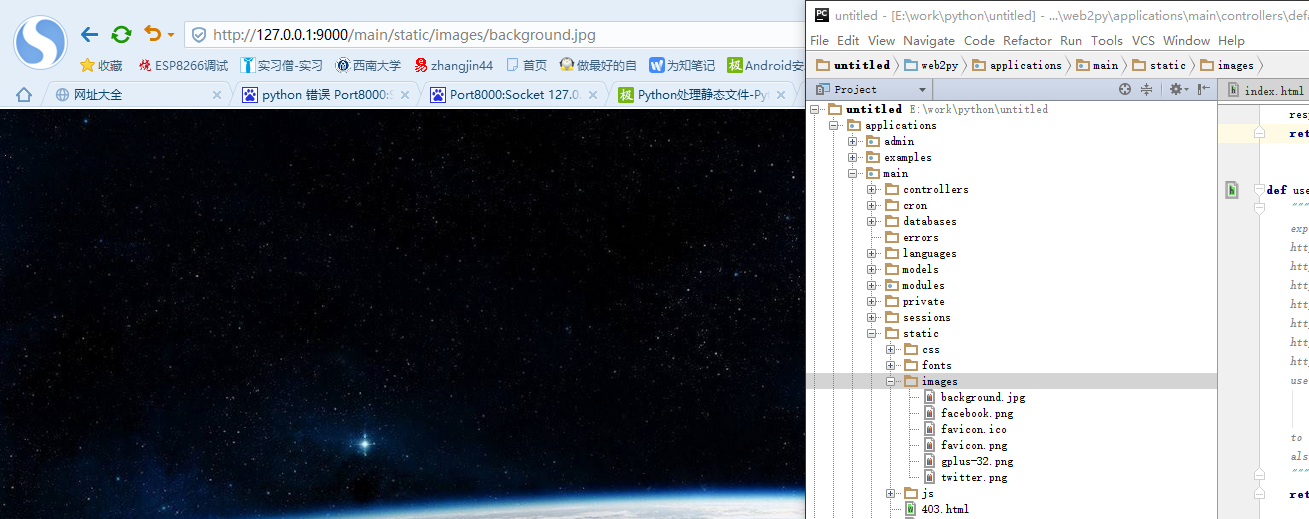 http://127.0.0.1:9000/main/static/images/background.jpg
收藏 ESP8266调试 实习僧-实习 西南大学 zhangjin44 首页 做最好的自 为知笔记 Android安
网址大全 python 错误 Port8000:S Port8000:Socket 127.0. Python处理静态文件-Pyt
untitled - [E:\work\python\untitled] - ...\web2py\applications\main\controllers\def
File Edit View Navigate Code Refactor Run Tools VCS Window Help
untitled web2py applications main static images
Project
index.html
untitled E:\work\python\untitled
applications
admin
examples
main
controllers
cron
databases
errors
languages
models
modules
private
sessions
static
css
fonts
images
background.jpg
facebook.png
favicon.ico
favicon.png
gplus-32.png
twitter.png
js
403.html
resp
ret
def use
"""
exp
htt
htt
htt
htt
htt
htt
htt
use
to
als
"""
ret